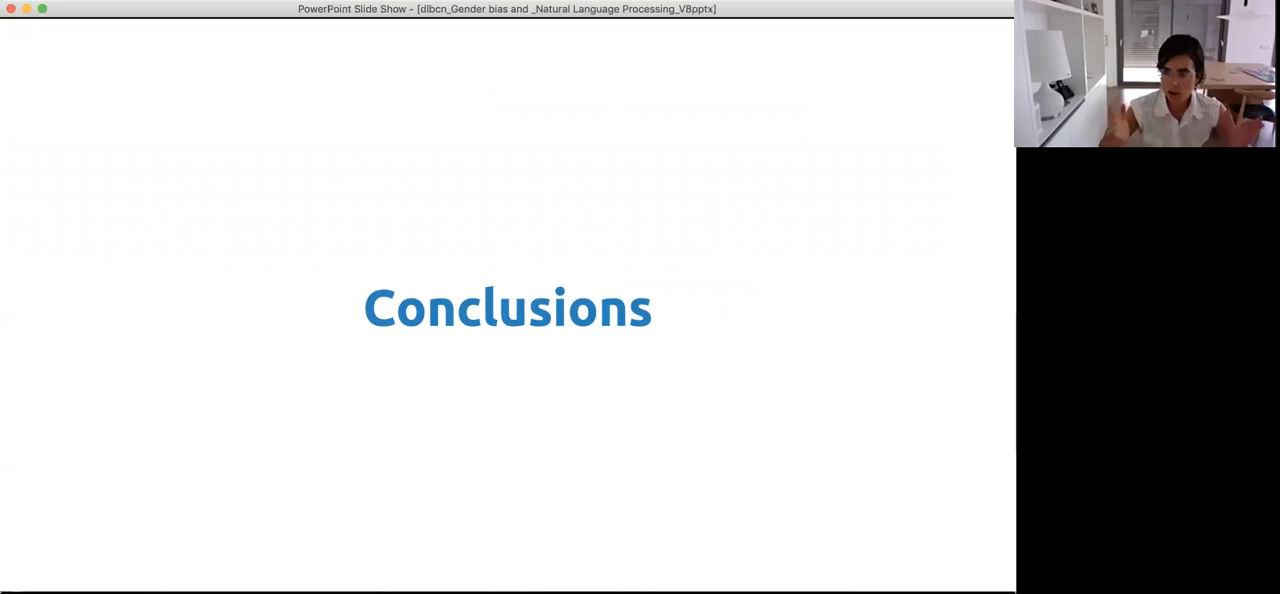 PowerPoint Slide Show - [dlbcn_Gender bias and _Natural Language Processing_V8pptx]
Conclusions